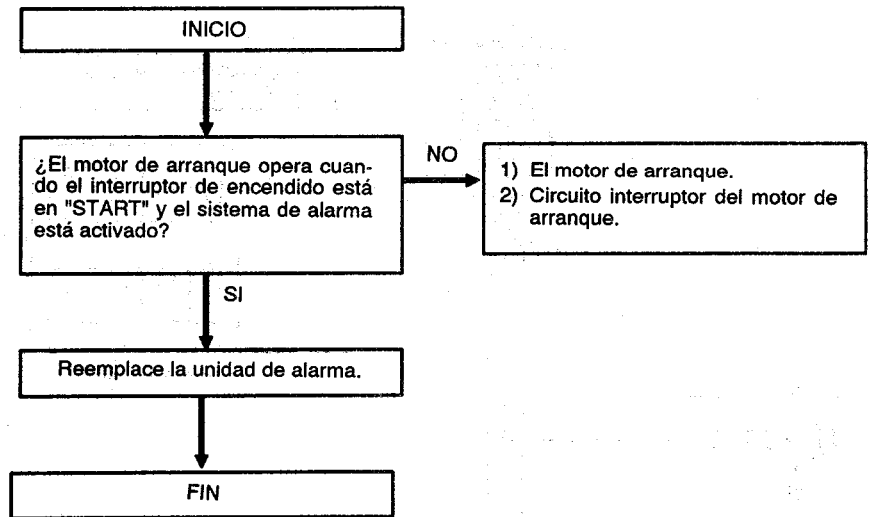 INICIO
¿El motor de arranque opera cuan-
do el interruptor de encendido está
en "START" y el sistema de alarma
está activado?
NO
1) El motor de arranque.
2) Circuito interruptor del motor de
arranque.
SI
Reemplace la unidad de alarma.
FIN